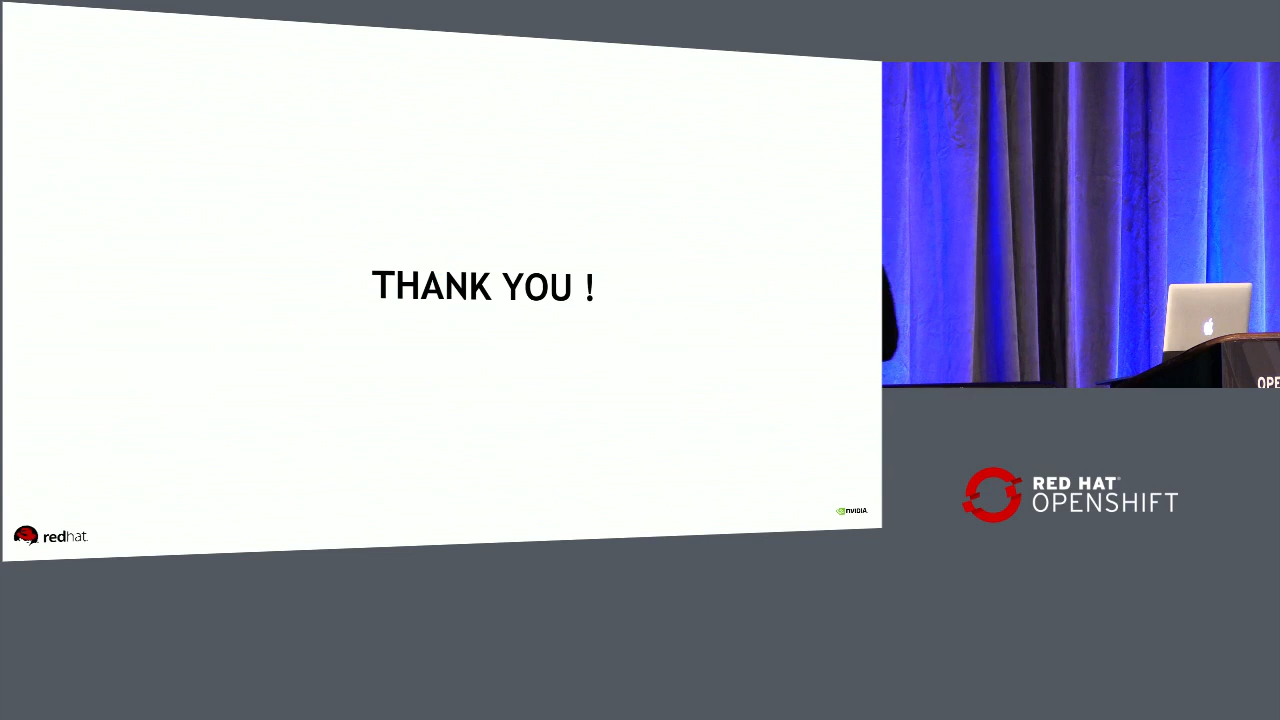 THANK YOU !
redhat.
NVIDIA.
OPE
RED HAT
OPENSHIFT